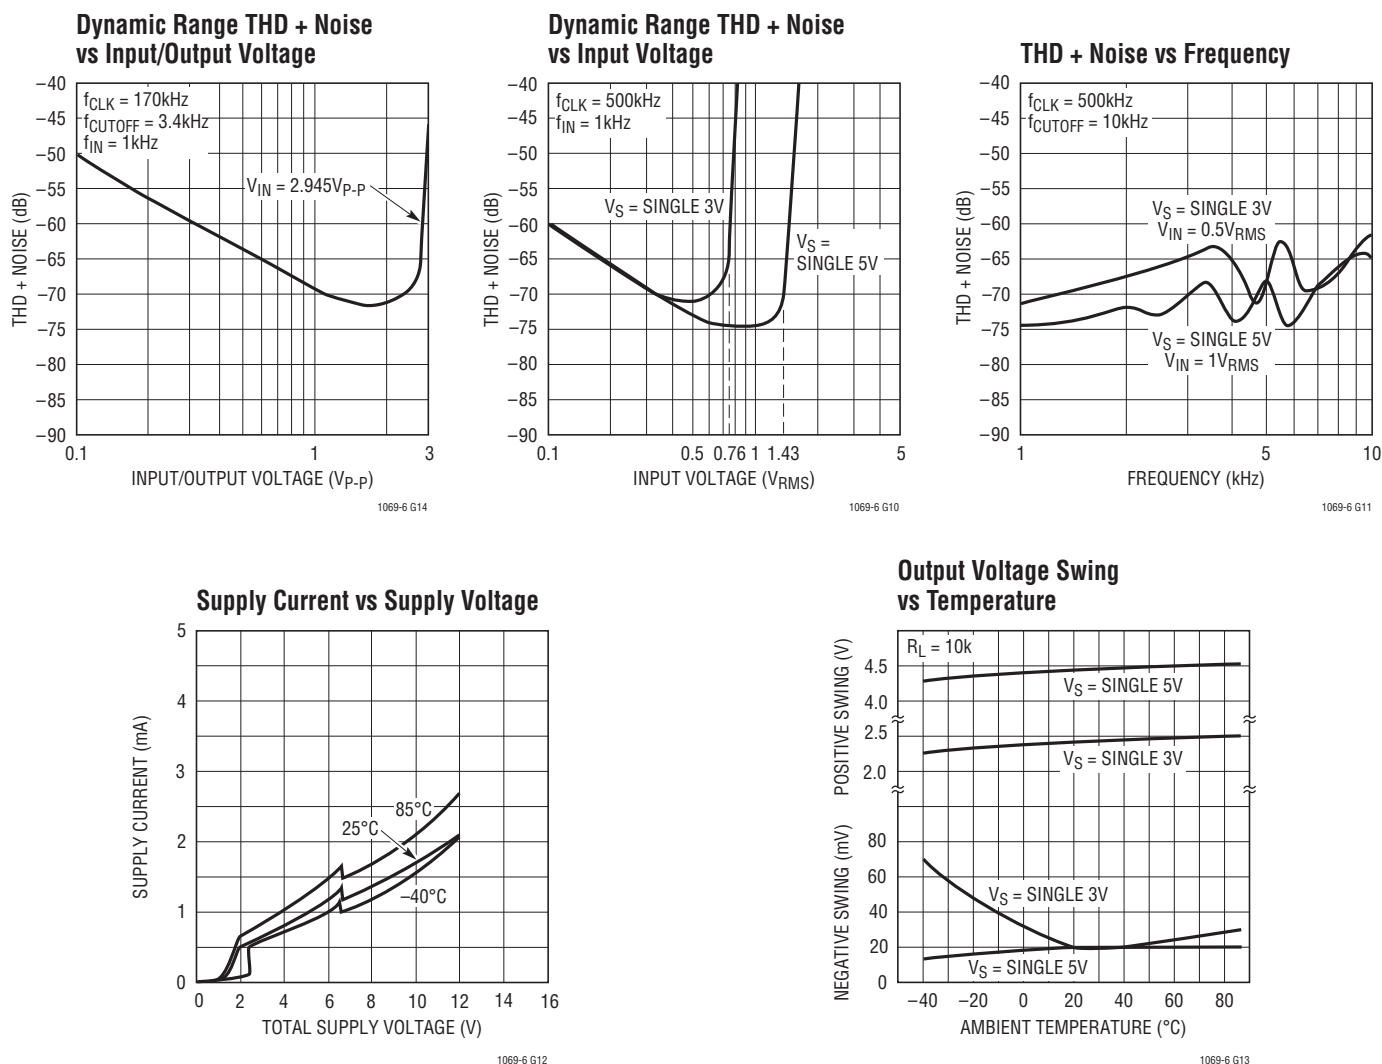 Dynamic Range THD + Noise
vs Input/Output Voltage
–40
–45
–50
–55
–60
–65
–70
–75
–80
–85
–90
THD + NOISE (dB)
fCLK = 170kHz
fCUTOFF = 3.4kHz
fIN = 1kHz
VIN = 2.945VP-P
0.1
1
3
INPUT/OUTPUT VOLTAGE (VP-P)
1069-6 G14
Dynamic Range THD + Noise
vs Input Voltage
–40
–45
–50
–55
–60
–65
–70
–75
–80
–85
–90
THD + NOISE (dB)
fCLK = 500kHz
fIN = 1kHz
VS = SINGLE 3V
VS =
SINGLE 5V
0.1
0.5
0.76
1
1.43
5
INPUT VOLTAGE (VRMS)
1069-6 G10
THD + Noise vs Frequency
–40
–45
–50
–55
–60
–65
–70
–75
–80
–85
–90
THD + NOISE (dB)
fCLK = 500kHz
fCUTOFF = 10kHz
VS = SINGLE 3V
VIN = 0.5VRMS
VS = SINGLE 5V
VIN = 1VRMS
1
5
10
FREQUENCY (kHz)
1069-6 G11
Supply Current vs Supply Voltage
5
4
3
2
1
0
SUPPLY CURRENT (mA)
85°C
25°C
–40°C
0
2
4
6
8
10
12
14
16
TOTAL SUPPLY VOLTAGE (V)
1069-6 G12
Output Voltage Swing
vs Temperature
POSITIVE SWING (V)
4.5
4.0
2.5
2.0
NEGATIVE SWING (mV)
80
60
40
20
0
RL = 10k
VS = SINGLE 5V
VS = SINGLE 3V
VS = SINGLE 3V
VS = SINGLE 5V
–40
–20
0
20
40
60
80
AMBIENT TEMPERATURE (°C)
1069-6 G13